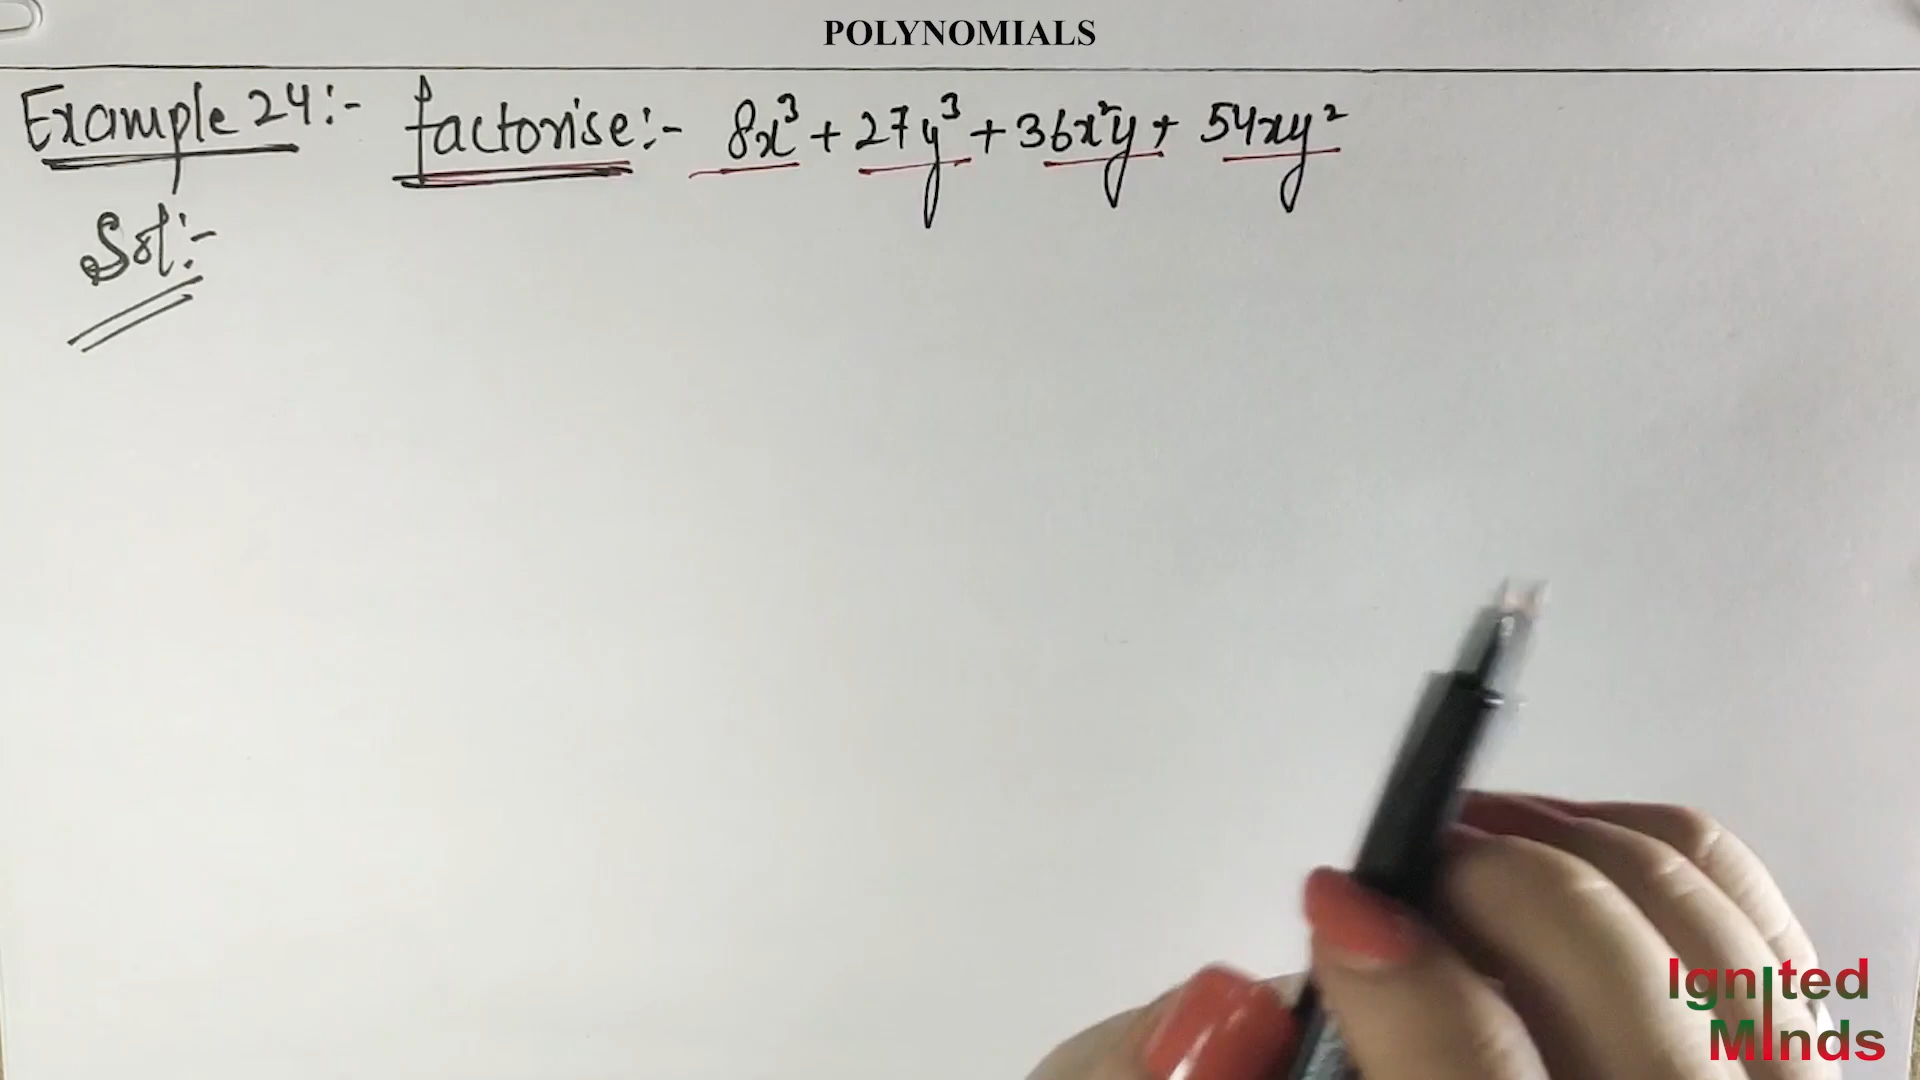 POLYNOMIALS
Example 24:- factorise:- 8x³ + 27y³ + 36x²y + 54xy²
Sol:-
Ignited
Minds